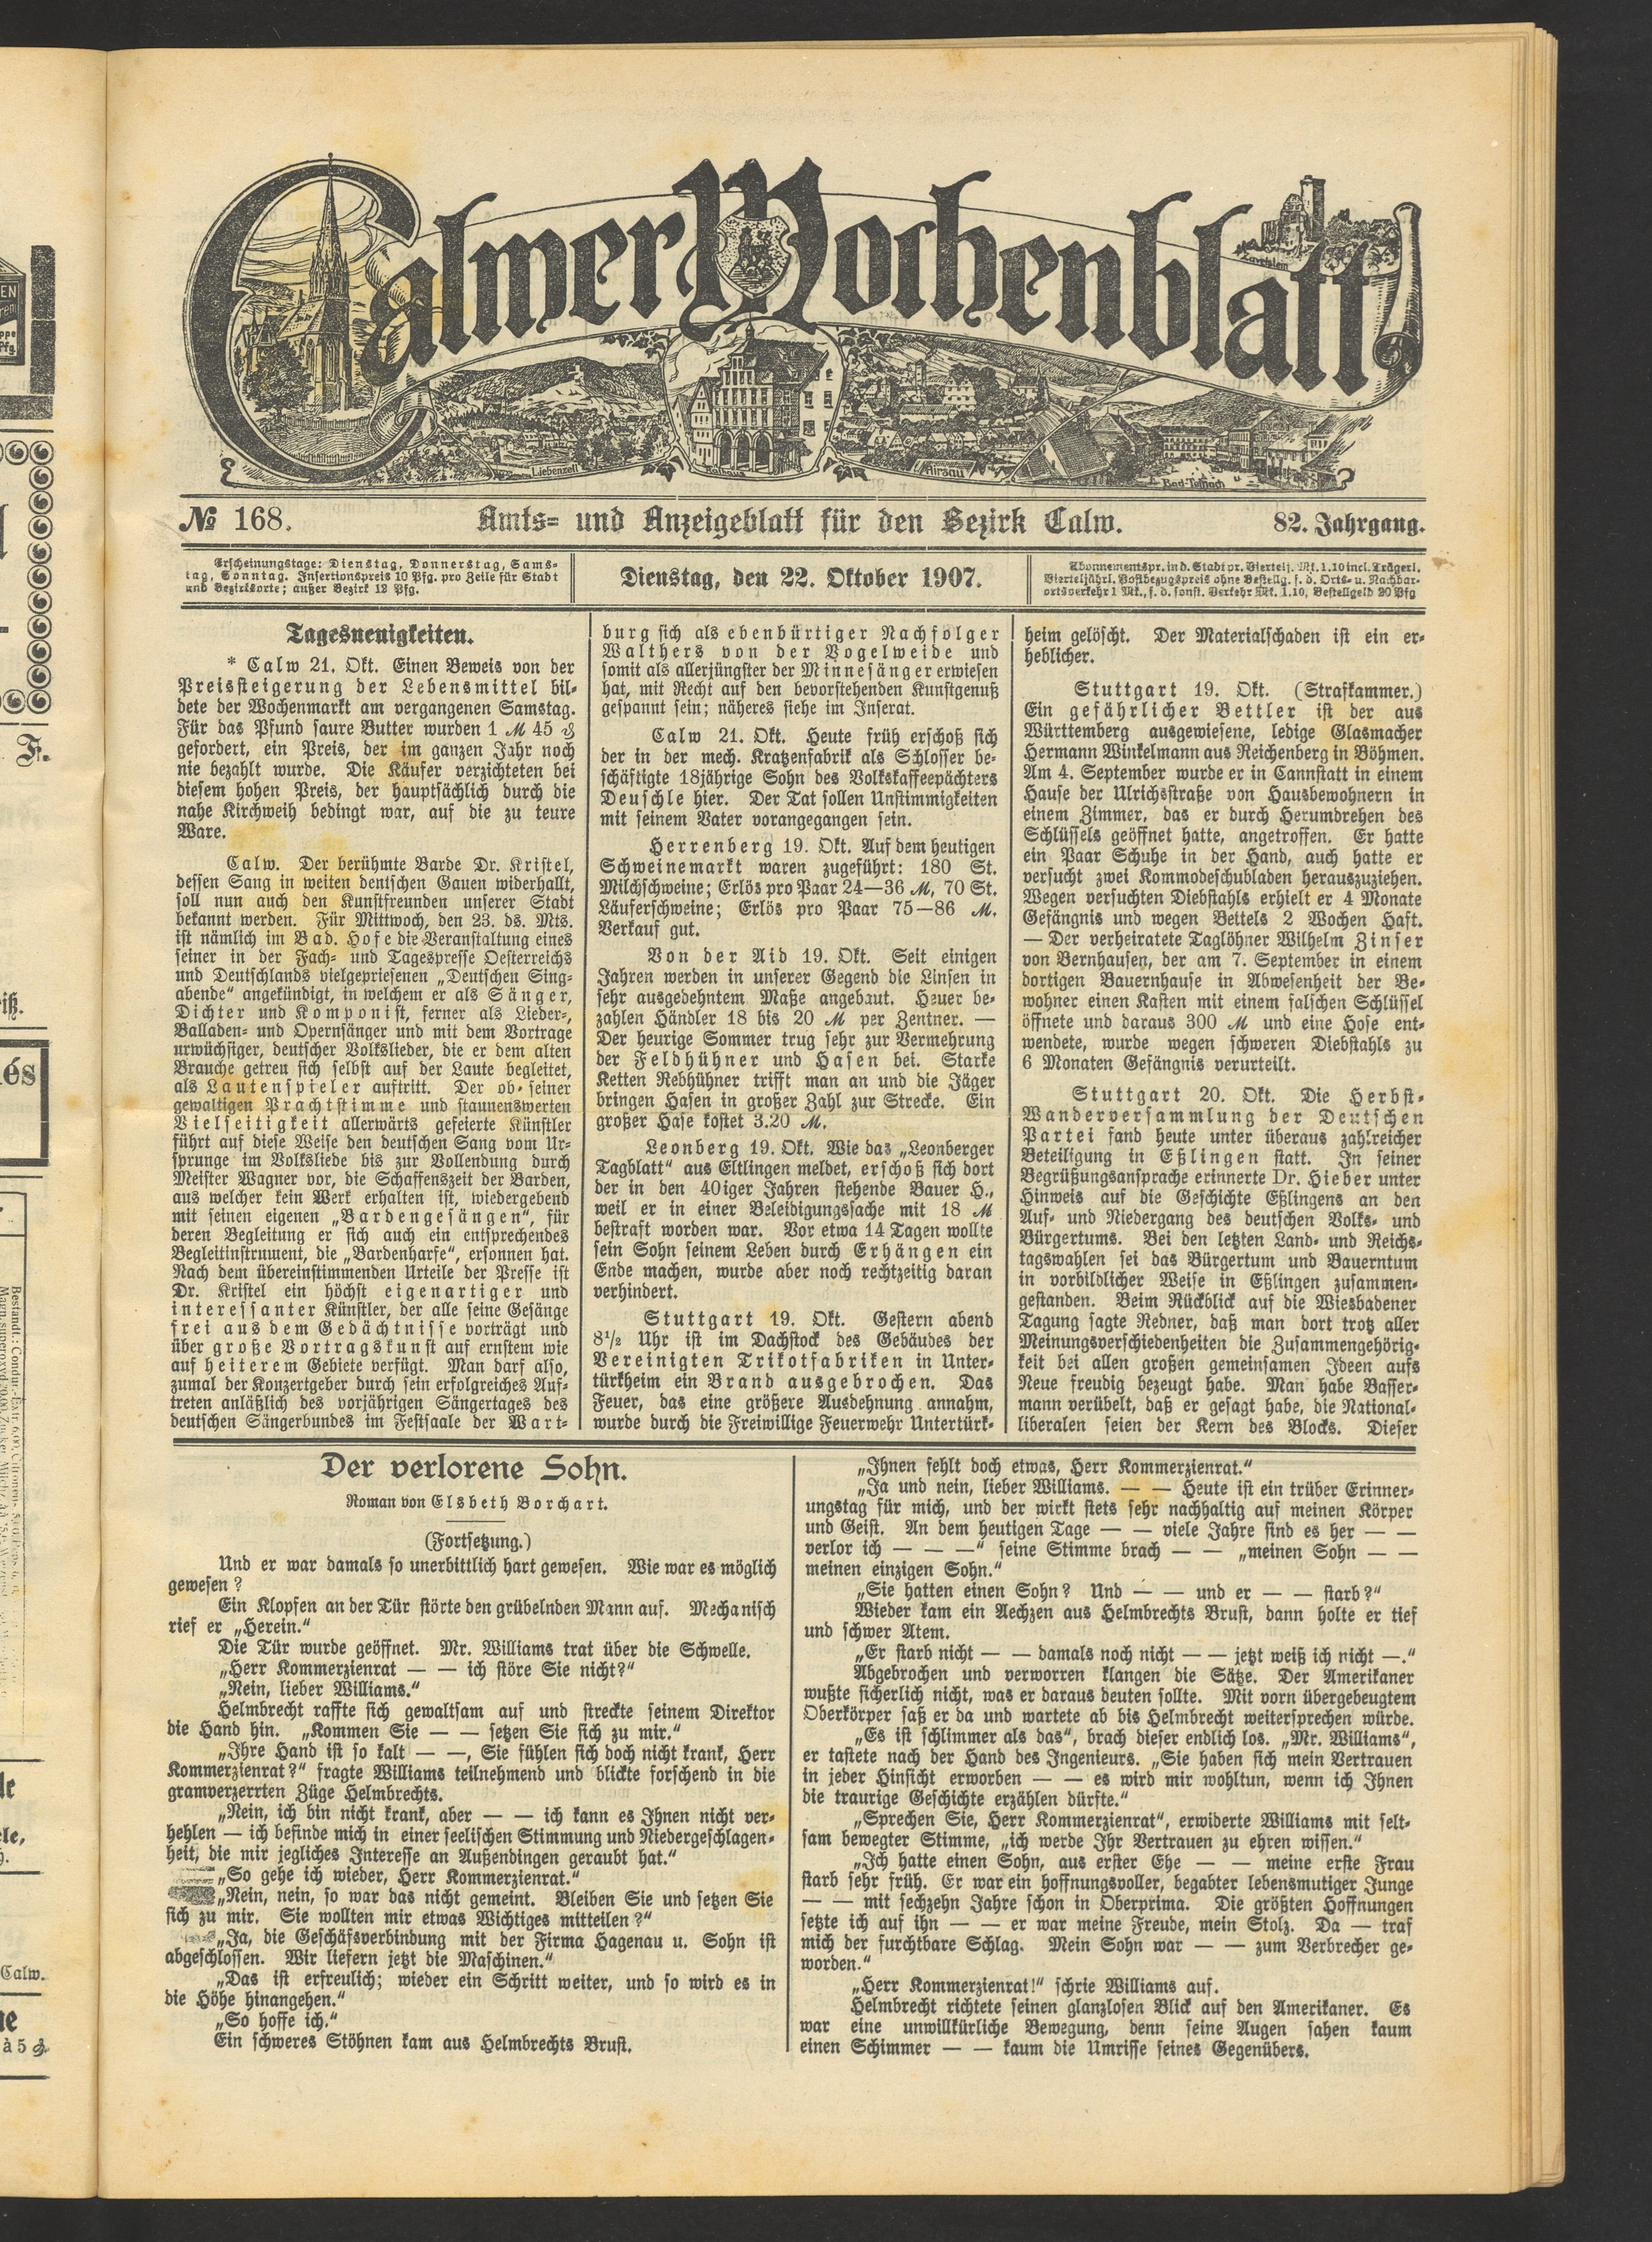 Calmer Wochenblatt
Zavelstein
Liebenzell
Rathaus
Hirsau
Bad-Teinach
№ 168.
Amts= und Anzeigeblatt für den Bezirk Calw.
82. Jahrgang.
Erscheinungstage: Dienstag, Donnerstag, Sams-
tag, Sonntag. Insertionspreis 10 Pfg. pro Zeile für Stadt
und Bezirksorte; außer Bezirk 12 Pfg.
Dienstag, den 22. Oktober 1907.
Abonnementspr. in d. Stadt pr. Viertelj. Mk. 1.10 incl. Trägerl.
Vierteljährl. Postbezugspreis ohne Bestellg. f. d. Orts- u. Nachbar-
ortsverkehr 1 Mk., f. d. sonst. Verkehr Mk. 1.10, Bestellgeld 20 Pfg
Tagesneuigkeiten.
* Calw 21. Okt. Einen Beweis von der
Preissteigerung der Lebensmittel bil-
dete der Wochenmarkt am vergangenen Samstag.
Für das Pfund saure Butter wurden 1 ℳ 45 ₰
gefordert, ein Preis, der im ganzen Jahr noch
nie bezahlt wurde. Die Käufer verzichteten bei
diesem hohen Preis, der hauptsächlich durch die
nahe Kirchweih bedingt war, auf die zu teure
Ware.
Calw. Der berühmte Barde Dr. Kristel,
dessen Sang in weiten deutschen Gauen widerhallt,
soll nun auch den Kunstfreunden unserer Stadt
bekannt werden. Für Mittwoch, den 23. ds. Mts.
ist nämlich im Bad. Hofe die Veranstaltung eines
seiner in der Fach- und Tagespresse Oesterreichs
und Deutschlands vielgepriesenen „Deutschen Sing-
abende“ angekündigt, in welchem er als Sänger,
Dichter und Komponist, ferner als Lieder-,
Balladen- und Opernsänger und mit dem Vortrage
urwüchsiger, deutscher Volkslieder, die er dem alten
Brauche getreu sich selbst auf der Laute begleitet,
als Lautenspieler auftritt. Der ob seiner
gewaltigen Prachtstimme und staunenswerten
Vielseitigkeit allerwärts gefeierte Künstler
führt auf diese Weise den deutschen Sang vom Ur-
sprunge im Volksliede bis zur Vollendung durch
Meister Wagner vor, die Schaffenszeit der Barden,
aus welcher kein Werk erhalten ist, wiedergebend
mit seinen eigenen „Bardengesängen“, für
deren Begleitung er sich auch ein entsprechendes
Begleitinstrument, die „Bardenharfe“, ersonnen hat.
Nach dem übereinstimmenden Urteile der Presse ist
Dr. Kristel ein höchst eigenartiger und
interessanter Künstler, der alle seine Gesänge
frei aus dem Gedächtnisse vorträgt und
über große Vortragskunst auf ernstem wie
auf heiterem Gebiete verfügt. Man darf also,
zumal der Konzertgeber durch sein erfolgreiches Auf-
treten anläßlich des vorjährigen Sängertages des
deutschen Sängerbundes im Festsaale der Wart-
burg sich als ebenbürtiger Nachfolger
Walthers von der Vogelweide und
somit als allerjüngster der Minnesänger erwiesen
hat, mit Recht auf den bevorstehenden Kunstgenuß
gespannt sein; näheres siehe im Inserat.
Calw 21. Okt. Heute früh erschoß sich
der in der mech. Kratzenfabrik als Schlosser be-
schäftigte 18jährige Sohn des Volkskaffeepächters
Deuschle hier. Der Tat sollen Unstimmigkeiten
mit seinem Vater vorangegangen sein.
Herrenberg 19. Okt. Auf dem heutigen
Schweinemarkt waren zugeführt: 180 St.
Milchschweine; Erlös pro Paar 24—36 ℳ, 70 St.
Läuferschweine; Erlös pro Paar 75—86 ℳ.
Verkauf gut.
Von der Aid 19. Okt. Seit einigen
Jahren werden in unserer Gegend die Linsen in
sehr ausgedehntem Maße angebaut. Heuer be-
zahlen Händler 18 bis 20 ℳ per Zentner. —
Der heurige Sommer trug sehr zur Vermehrung
der Feldhühner und Hasen bei. Starke
Ketten Rebhühner trifft man an und die Jäger
bringen Hasen in großer Zahl zur Strecke. Ein
großer Hase kostet 3.20 ℳ.
Leonberg 19. Okt. Wie das „Leonberger
Tagblatt“ aus Eltlingen meldet, erschoß sich dort
der in den 40iger Jahren stehende Bauer H.,
weil er in einer Beleidigungssache mit 18 ℳ
bestraft worden war. Vor etwa 14 Tagen wollte
sein Sohn seinem Leben durch Erhängen ein
Ende machen, wurde aber noch rechtzeitig daran
verhindert.
Stuttgart 19. Okt. Gestern abend
8½ Uhr ist im Dachstock des Gebäudes der
Vereinigten Trikotfabriken in Unter-
türkheim ein Brand ausgebrochen. Das
Feuer, das eine größere Ausdehnung annahm,
wurde durch die Freiwillige Feuerwehr Untertürk-
heim gelöscht. Der Materialschaden ist ein er-
heblicher.
Stuttgart 19. Okt. (Strafkammer.)
Ein gefährlicher Bettler ist der aus
Württemberg ausgewiesene, ledige Glasmacher
Hermann Winkelmann aus Reichenberg in Böhmen.
Am 4. September wurde er in Cannstatt in einem
Hause der Ulrichsstraße von Hausbewohnern in
einem Zimmer, das er durch Herumdrehen des
Schlüssels geöffnet hatte, angetroffen. Er hatte
ein Paar Schuhe in der Hand, auch hatte er
versucht zwei Kommodeschubladen herauszuziehen.
Wegen versuchten Diebstahls erhielt er 4 Monate
Gefängnis und wegen Bettels 2 Wochen Haft.
— Der verheiratete Taglöhner Wilhelm Zinser
von Bernhausen, der am 7. September in einem
dortigen Bauernhause in Abwesenheit der Be-
wohner einen Kasten mit einem falschen Schlüssel
öffnete und daraus 300 ℳ und eine Hose ent-
wendete, wurde wegen schweren Diebstahls zu
6 Monaten Gefängnis verurteilt.
Stuttgart 20. Okt. Die Herbst-
Wanderversammlung der Deutschen
Partei fand heute unter überaus zahlreicher
Beteiligung in Eßlingen statt. In seiner
Begrüßungsansprache erinnerte Dr. Hieber unter
Hinweis auf die Geschichte Eßlingens an den
Auf- und Niedergang des deutschen Volks- und
Bürgertums. Bei den letzten Land- und Reichs-
tagswahlen sei das Bürgertum und Bauerntum
in vorbildlicher Weise in Eßlingen zusammen-
gestanden. Beim Rückblick auf die Wiesbadener
Tagung sagte Redner, daß man dort trotz aller
Meinungsverschiedenheiten die Zusammengehörig-
keit bei allen großen gemeinsamen Ideen aufs
Neue freudig bezeugt habe. Man habe Basser-
mann verübelt, daß er gesagt habe, die National-
liberalen seien der Kern des Blocks. Dieser
Der verlorene Sohn.
Roman von Elsbeth Borchart.
(Fortsetzung.)
Und er war damals so unerbittlich hart gewesen. Wie war es möglich
gewesen?
Ein Klopfen an der Tür störte den grübelnden Mann auf. Mechanisch
rief er „Herein.“
Die Tür wurde geöffnet. Mr. Williams trat über die Schwelle.
„Herr Kommerzienrat — — ich störe Sie nicht?“
„Nein, lieber Williams.“
Helmbrecht raffte sich gewaltsam auf und streckte seinem Direktor
die Hand hin. „Kommen Sie — — setzen Sie sich zu mir.“
„Ihre Hand ist so kalt — —, Sie fühlen sich doch nicht krank, Herr
Kommerzienrat?“ fragte Williams teilnehmend und blickte forschend in die
gramverzerrten Züge Helmbrechts.
„Nein, ich bin nicht krank, aber — — ich kann es Ihnen nicht ver-
hehlen — ich befinde mich in einer seelischen Stimmung und Niedergeschlagen-
heit, die mir jegliches Interesse an Außendingen geraubt hat.“
„So gehe ich wieder, Herr Kommerzienrat.“
„Nein, nein, so war das nicht gemeint. Bleiben Sie und setzen Sie
sich zu mir. Sie wollten mir etwas Wichtiges mitteilen?“
„Ja, die Geschäfsverbindung mit der Firma Hagenau u. Sohn ist
abgeschlossen. Wir liefern jetzt die Maschinen.“
„Das ist erfreulich; wieder ein Schritt weiter, und so wird es in
die Höhe hinangehen.“
„So hoffe ich.“
Ein schweres Stöhnen kam aus Helmbrechts Brust.
„Ihnen fehlt doch etwas, Herr Kommerzienrat.“
„Ja und nein, lieber Williams. — — Heute ist ein trüber Erinner-
ungstag für mich, und der wirkt stets sehr nachhaltig auf meinen Körper
und Geist. An dem heutigen Tage — — viele Jahre sind es her — —
verlor ich — — —“ seine Stimme brach — — „meinen Sohn — —
meinen einzigen Sohn.“
„Sie hatten einen Sohn? Und — — und er — — starb?“
Wieder kam ein Aechzen aus Helmbrechts Brust, dann holte er tief
und schwer Atem.
„Er starb nicht — — damals noch nicht — — jetzt weiß ich nicht —.“
Abgebrochen und verworren klangen die Sätze. Der Amerikaner
wußte sicherlich nicht, was er daraus deuten sollte. Mit vorn übergebeugtem
Oberkörper saß er da und wartete ab bis Helmbrecht weitersprechen würde.
„Es ist schlimmer als das“, brach dieser endlich los. „Mr. Williams“,
er tastete nach der Hand des Ingenieurs. „Sie haben sich mein Vertrauen
in jeder Hinsicht erworben — — es wird mir wohltun, wenn ich Ihnen
die traurige Geschichte erzählen dürfte.“
„Sprechen Sie, Herr Kommerzienrat“, erwiderte Williams mit selt-
sam bewegter Stimme, „ich werde Ihr Vertrauen zu ehren wissen.“
„Ich hatte einen Sohn, aus erster Ehe — — meine erste Frau
starb sehr früh. Er war ein hoffnungsvoller, begabter lebensmutiger Junge
— — mit sechzehn Jahre schon in Oberprima. Die größten Hoffnungen
setzte ich auf ihn — — er war meine Freude, mein Stolz. Da — traf
mich der furchtbare Schlag. Mein Sohn war — — zum Verbrecher ge-
worden.“
„Herr Kommerzienrat!“ schrie Williams auf.
Helmbrecht richtete seinen glanzlosen Blick auf den Amerikaner. Es
war eine unwillkürliche Bewegung, denn seine Augen sahen kaum
einen Schimmer — — kaum die Umrisse seines Gegenübers.